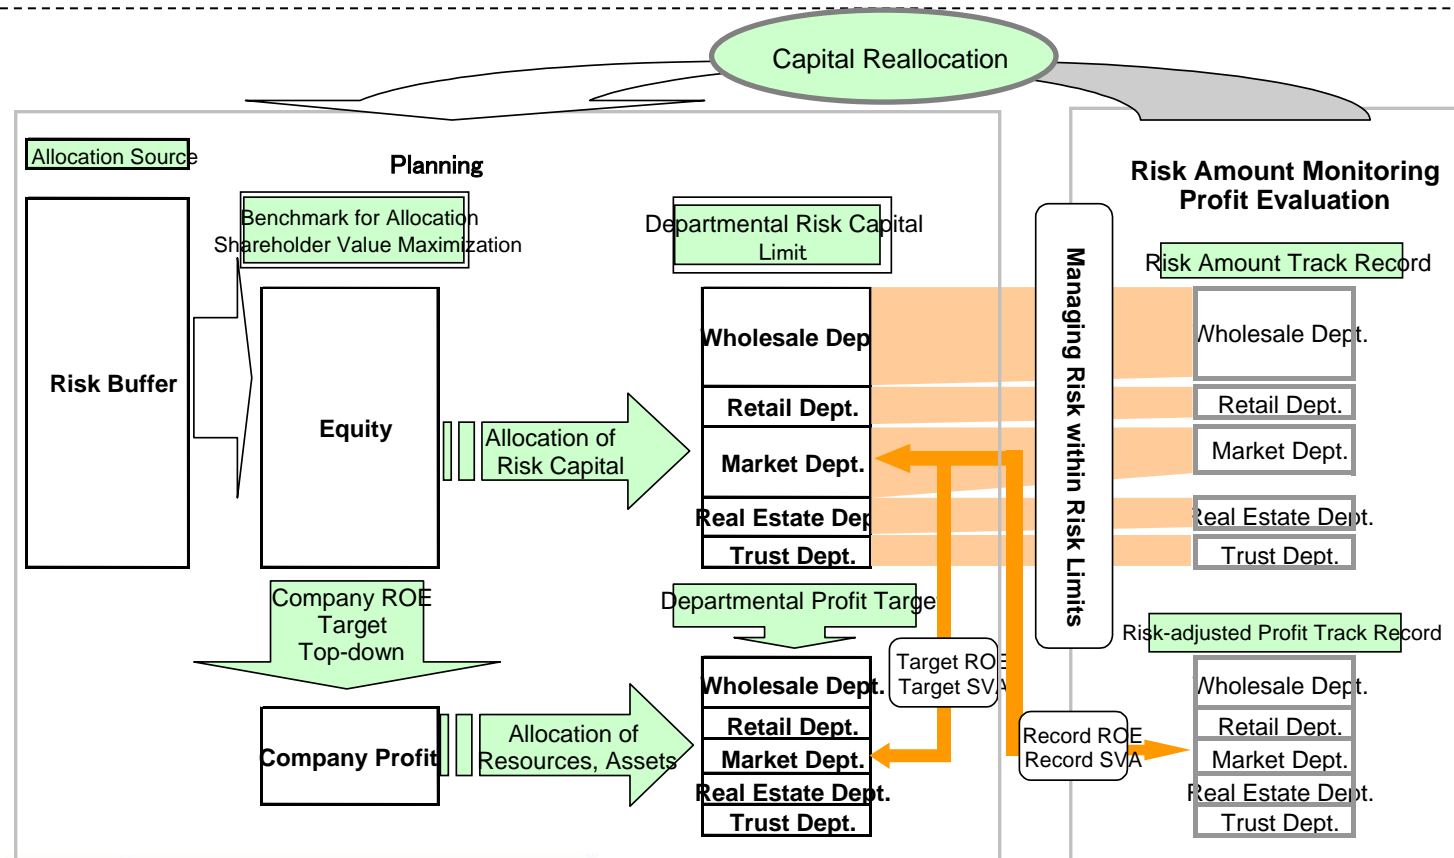 Capital Reallocation
Allocation Source
Planning
Benchmark for Allocation
Shareholder Value Maximization
Departmental Risk Capital
Limit
Risk Buffer
Equity
Allocation of
Risk Capital
Wholesale Dep
Retail Dept.
Market Dept.
Real Estate Dep
Trust Dept.
Company ROE
Target
Top-down
Departmental Profit Target
Company Profit
Allocation of
Resources, Assets
Wholesale Dept.
Retail Dept.
Market Dept.
Real Estate Dept.
Trust Dept.
Target ROE
Target SVA
Managing Risk within Risk Limits
Record ROE
Record SVA
Risk Amount Monitoring
Profit Evaluation
Risk Amount Track Record
Wholesale Dept.
Retail Dept.
Market Dept.
Real Estate Dept.
Trust Dept.
Risk-adjusted Profit Track Record
Wholesale Dept.
Retail Dept.
Market Dept.
Real Estate Dept.
Trust Dept.